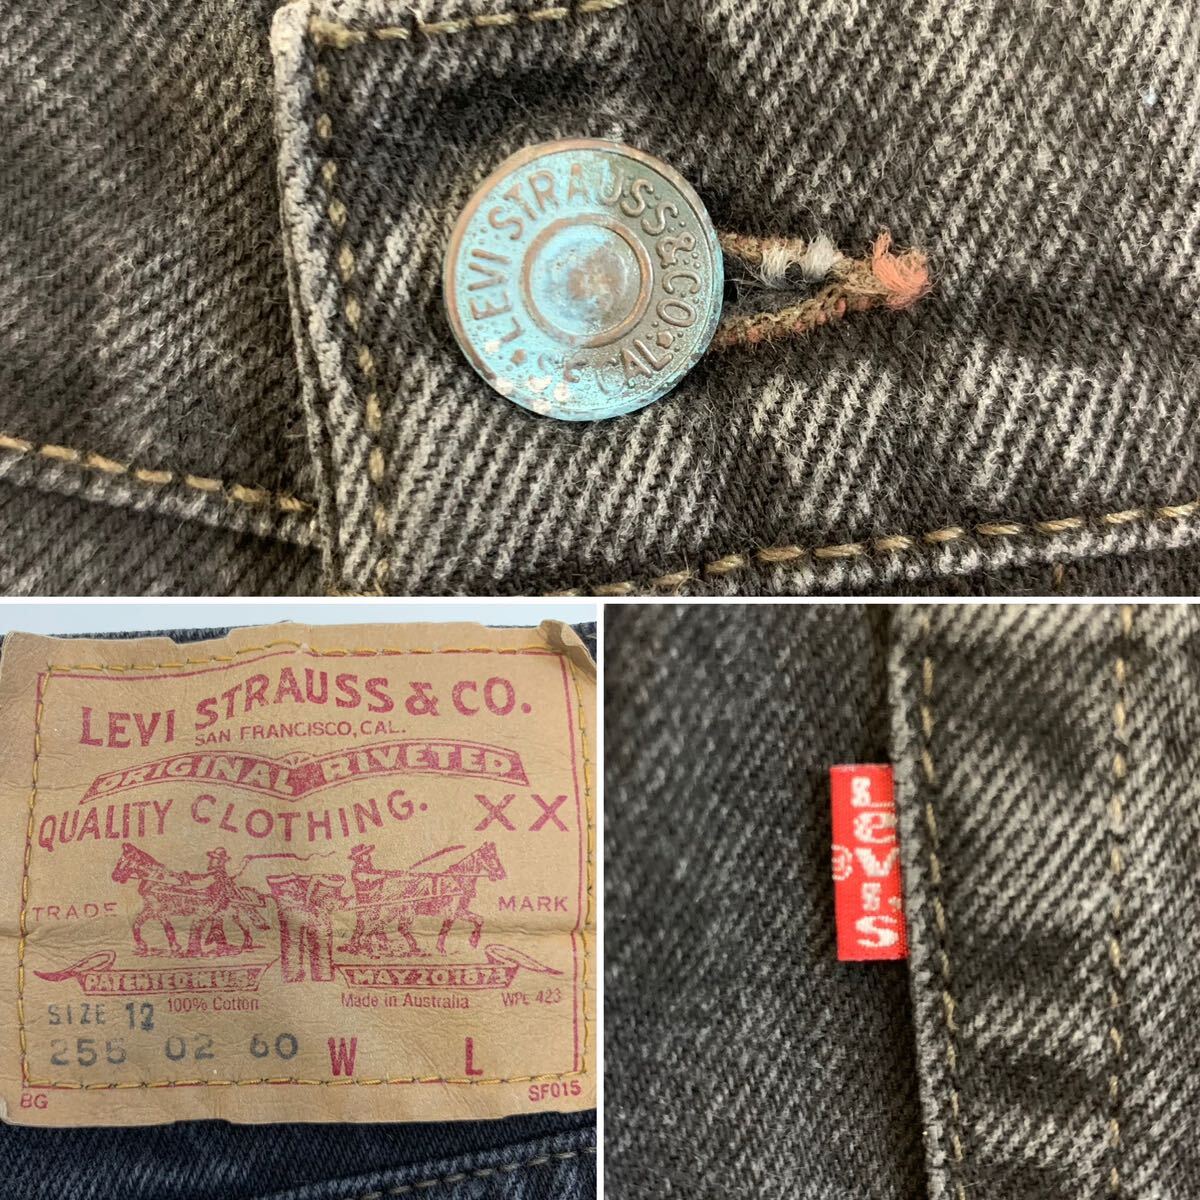 LEVI STRAUSS & CO
S.F. CAL
LEVI STRAUSS & CO.
SAN FRANCISCO, CAL.
ORIGINAL RIVETED
QUALITY CLOTHING. XX
TRADE MARK
PATENTED IN U.S. MAY 20 1873
100% Cotton Made in Australia WPL 423
SIZE 12
255 02 60 W L
BG SF015
Levi's
®